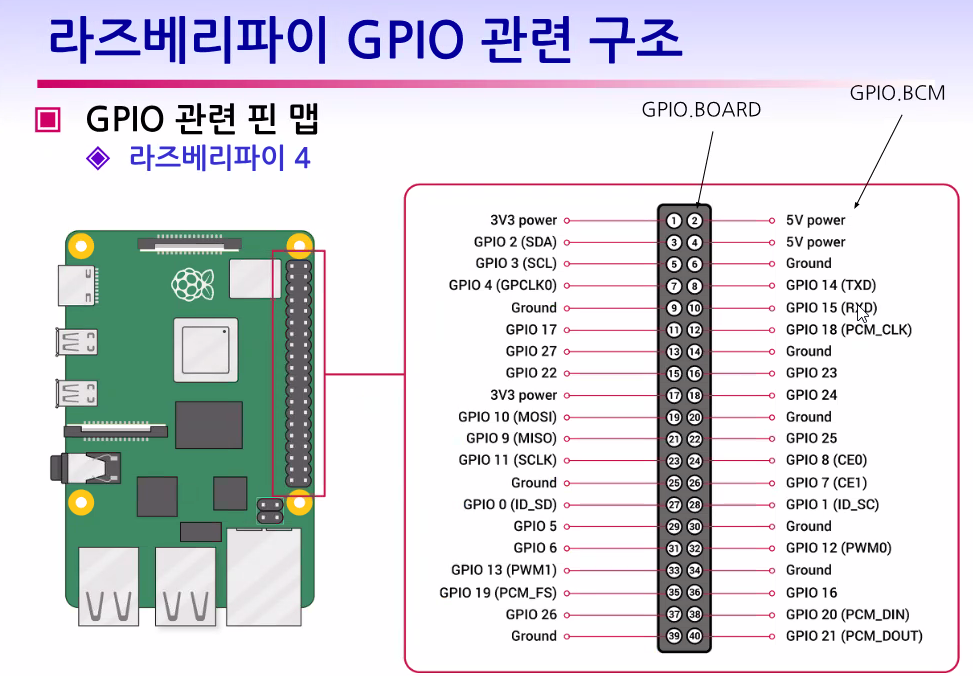 라즈베리파이 GPIO 관련 구조
GPIO 관련 핀 맵
라즈베리파이 4
GPIO.BOARD
GPIO.BCM
3V3 power 1 2 5V power
GPIO 2 (SDA) 3 4 5V power
GPIO 3 (SCL) 5 6 Ground
GPIO 4 (GPCLK0) 7 8 GPIO 14 (TXD)
Ground 9 10 GPIO 15 (RXD)
GPIO 17 11 12 GPIO 18 (PCM_CLK)
GPIO 27 13 14 Ground
GPIO 22 15 16 GPIO 23
3V3 power 17 18 GPIO 24
GPIO 10 (MOSI) 19 20 Ground
GPIO 9 (MISO) 21 22 GPIO 25
GPIO 11 (SCLK) 23 24 GPIO 8 (CE0)
Ground 25 26 GPIO 7 (CE1)
GPIO 0 (ID_SD) 27 28 GPIO 1 (ID_SC)
GPIO 5 29 30 Ground
GPIO 6 31 32 GPIO 12 (PWM0)
GPIO 13 (PWM1) 33 34 Ground
GPIO 19 (PCM_FS) 35 36 GPIO 16
GPIO 26 37 38 GPIO 20 (PCM_DIN)
Ground 39 40 GPIO 21 (PCM_DOUT)